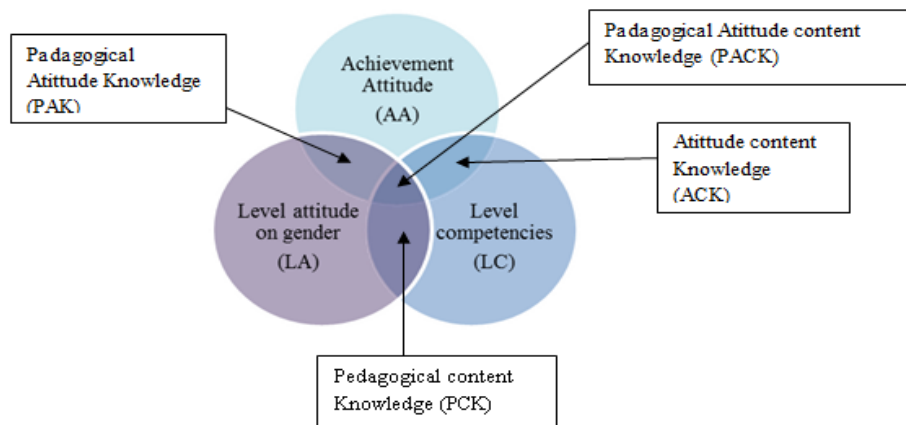 Padagogical
Atittude Knowledge
(PAK)
Padagogical Atittude content
Knowledge (PACK)
Achievement
Attitude
(AA)
Atittude content
Knowledge
(ACK)
Level attitude
on gender
(LA)
Level
competencies
(LC)
Pedagogical content
Knowledge (PCK)